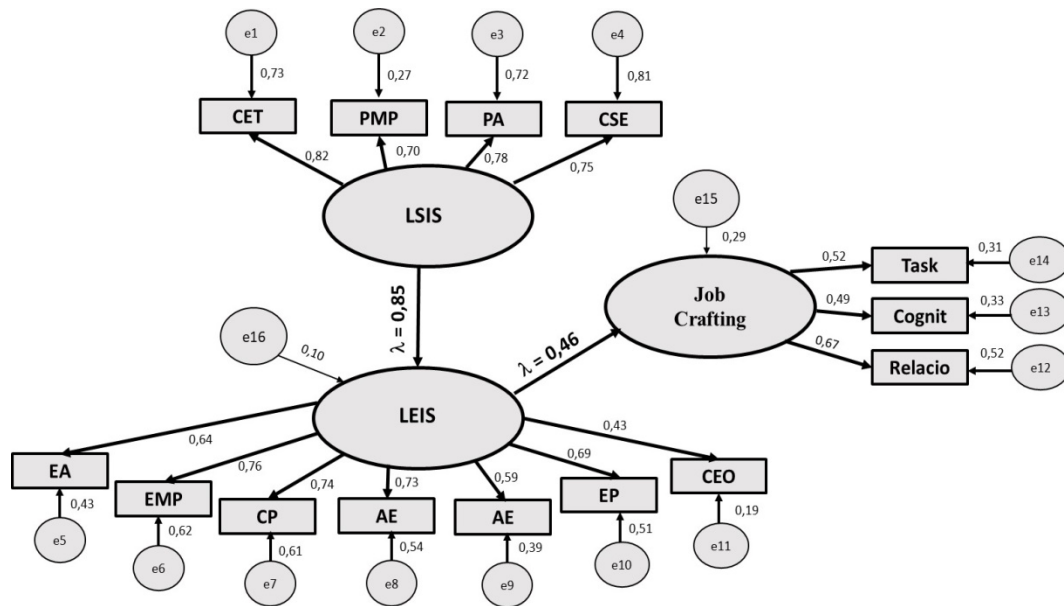 e1
e2
e3
e4
0,73
0,27
0,72
0,81
CET
PMP
PA
CSE
0,82
0,70
0,78
0,75
LSIS
e15
0,29
Job
Crafting
0,52
Task
0,31
e14
0,49
Cognit
0,33
e13
0,67
Relacio
0,52
e12
λ = 0,85
λ = 0,46
e16
0,10
LEIS
0,64
0,76
0,74
0,73
0,59
0,69
0,43
EA
EMP
CP
AE
AE
EP
CEO
0,43
0,62
0,61
0,54
0,39
0,51
0,19
e5
e6
e7
e8
e9
e10
e11